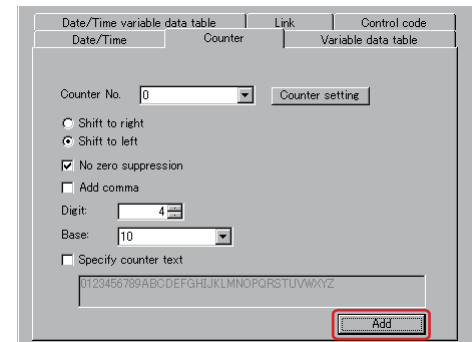 Date/Time variable data table Link Control code
Date/Time Counter Variable data table
Counter No. 0 Counter setting
Shift to right
Shift to left
No zero suppression
Add comma
Digit: 4
Base: 10
Specify counter text
0123456789ABCDEFGHIJKLMNOPQRSTUVWXYZ
Add